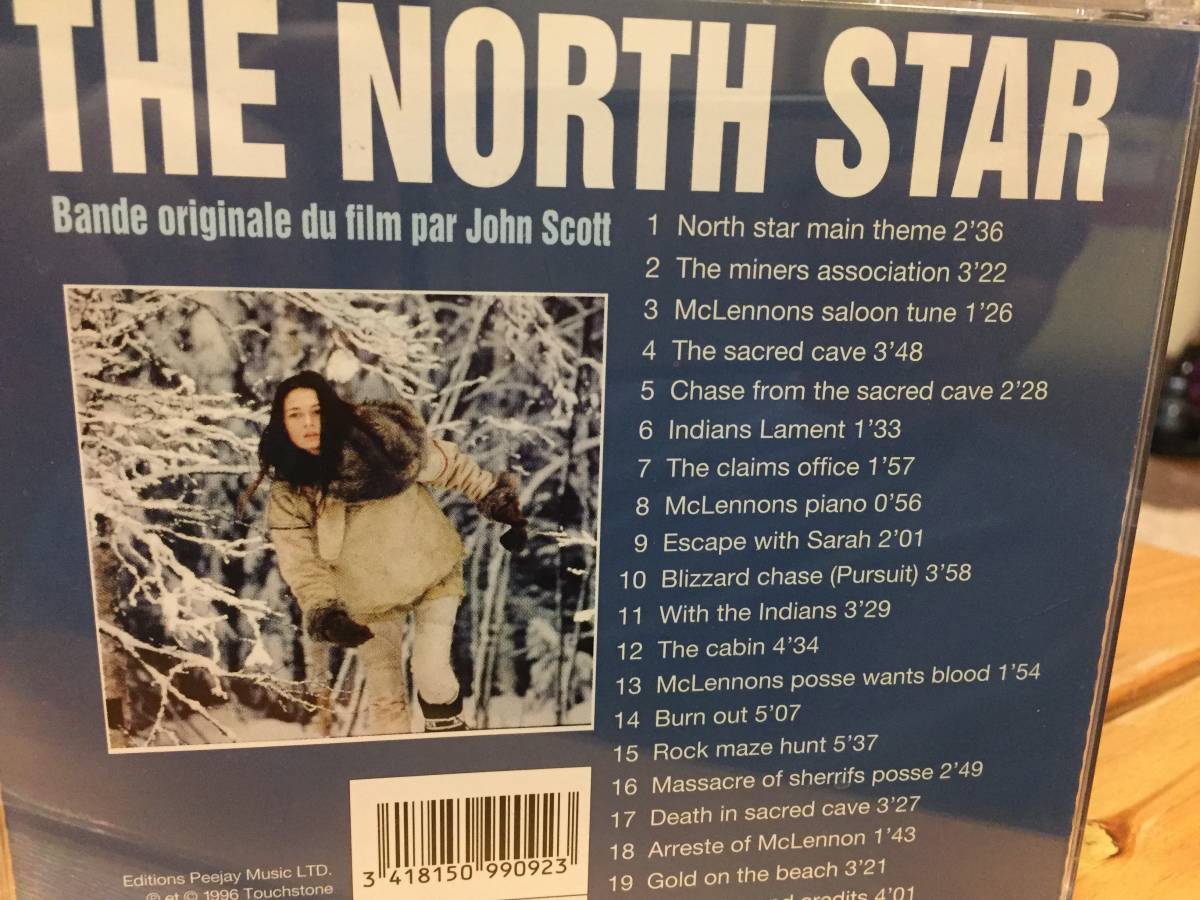 THE NORTH STAR
Bande originale du film par John Scott
1 North star main theme 2'36
2 The miners association 3'22
3 McLennons saloon tune 1'26
4 The sacred cave 3'48
5 Chase from the sacred cave 2'28
6 Indians Lament 1'33
7 The claims office 1'57
8 McLennons piano 0'56
9 Escape with Sarah 2'01
10 Blizzard chase (Pursuit) 3'58
11 With the Indians 3'29
12 The cabin 4'34
13 McLennons posse wants blood 1'54
14 Burn out 5'07
15 Rock maze hunt 5'37
16 Massacre of sherrifs posse 2'49
17 Death in sacred cave 3'27
18 Arreste of McLennon 1'43
19 Gold on the beach 3'21
credits 4'01
3 418150 990923
Editions Peejay Music LTD.
℗ et © 1996 Touchstone